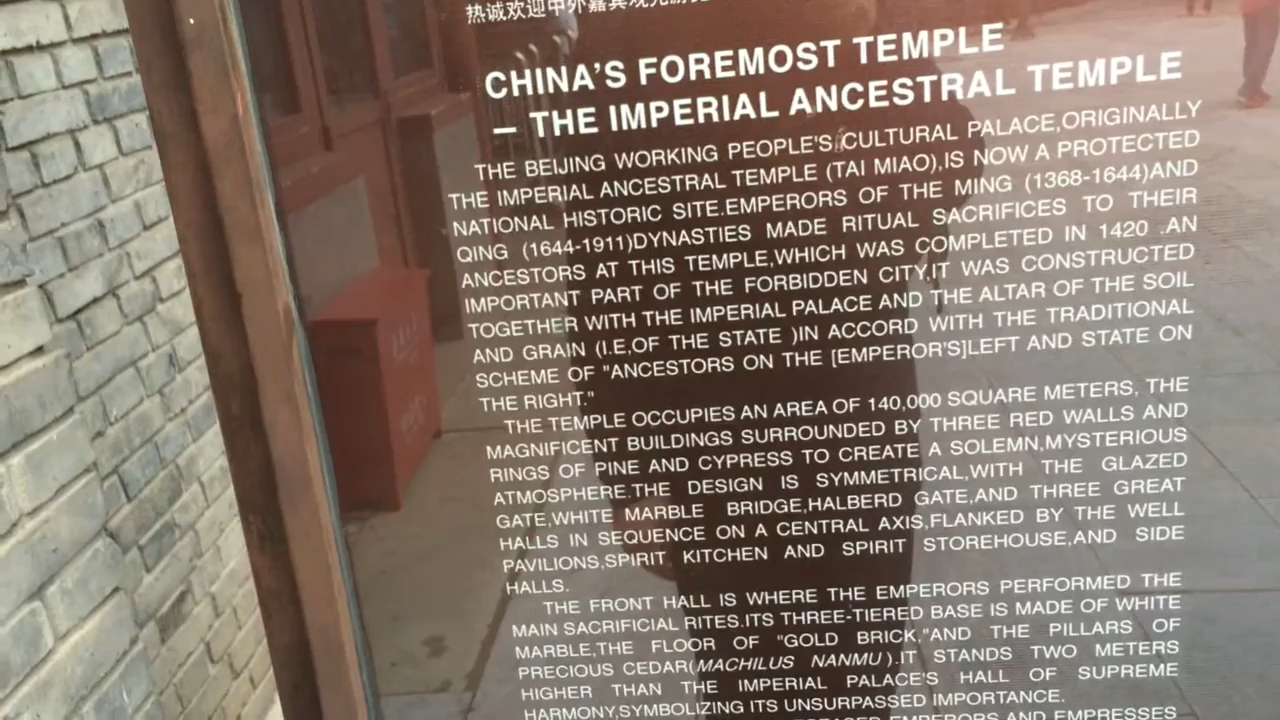 热诚欢迎中外嘉宾观光游览
CHINA'S FOREMOST TEMPLE
– THE IMPERIAL ANCESTRAL TEMPLE
THE BEIJING WORKING PEOPLE'S CULTURAL PALACE,ORIGINALLY
THE IMPERIAL ANCESTRAL TEMPLE (TAI MIAO),IS NOW A PROTECTED
NATIONAL HISTORIC SITE.EMPERORS OF THE MING (1368-1644)AND
QING (1644-1911)DYNASTIES MADE RITUAL SACRIFICES TO THEIR
ANCESTORS AT THIS TEMPLE,WHICH WAS COMPLETED IN 1420 .AN
IMPORTANT PART OF THE FORBIDDEN CITY,IT WAS CONSTRUCTED
TOGETHER WITH THE IMPERIAL PALACE AND THE ALTAR OF THE SOIL
AND GRAIN (I.E,OF THE STATE )IN ACCORD WITH THE TRADITIONAL
SCHEME OF "ANCESTORS ON THE [EMPEROR'S]LEFT AND STATE ON
THE RIGHT."
THE TEMPLE OCCUPIES AN AREA OF 140,000 SQUARE METERS, THE
MAGNIFICENT BUILDINGS SURROUNDED BY THREE RED WALLS AND
RINGS OF PINE AND CYPRESS TO CREATE A SOLEMN,MYSTERIOUS
ATMOSPHERE.THE DESIGN IS SYMMETRICAL,WITH THE GLAZED
GATE,WHITE MARBLE BRIDGE,HALBERD GATE,AND THREE GREAT
HALLS IN SEQUENCE ON A CENTRAL AXIS,FLANKED BY THE WELL
PAVILIONS,SPIRIT KITCHEN AND SPIRIT STOREHOUSE,AND SIDE
HALLS.
THE FRONT HALL IS WHERE THE EMPERORS PERFORMED THE
MAIN SACRIFICIAL RITES.ITS THREE-TIERED BASE IS MADE OF WHITE
MARBLE,THE FLOOR OF "GOLD BRICK,"AND THE PILLARS OF
PRECIOUS CEDAR(MACHILUS NANMU ).IT STANDS TWO METERS
HIGHER THAN THE IMPERIAL PALACE'S HALL OF SUPREME
HARMONY,SYMBOLIZING ITS UNSURPASSED IMPORTANCE.
EMPERORS AND EMPRESSES